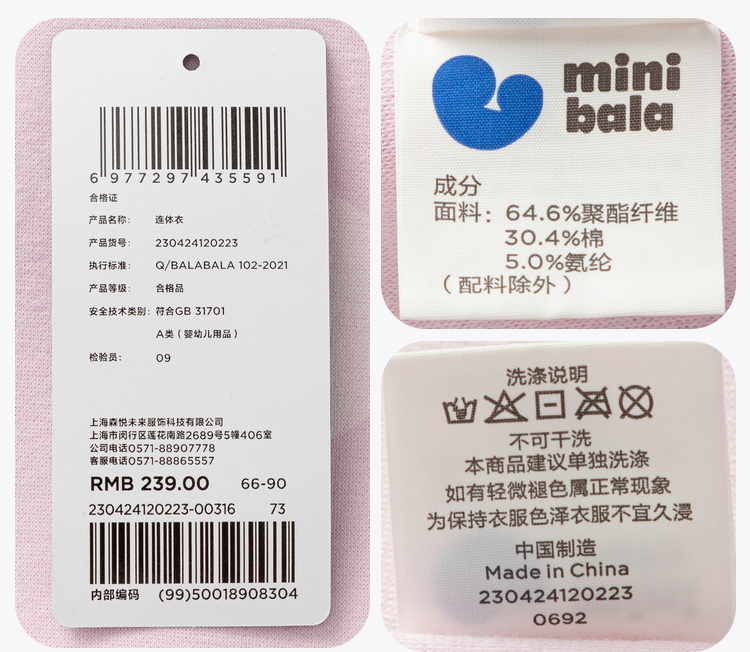 6 977297 435591
合格证
产品名称： 连体衣
产品货号： 230424120223
执行标准： Q/BALABALA 102-2021
产品等级： 合格品
安全技术类别：符合GB 31701
A类（婴幼儿用品）
检验员： 09
上海森悦未来服饰科技有限公司
上海市闵行区莲花南路2689号5幢406室
公司电话0571-88907778
客服电话0571-88865557
RMB 239.00 66-90
230424120223-00316 73
内部编码 (99)50018908304
mini
bala
成分
面料：64.6%聚酯纤维
30.4%棉
5.0%氨纶
（配料除外）
洗涤说明
不可干洗
本商品建议单独洗涤
如有轻微褪色属正常现象
为保持衣服色泽衣服不宜久浸
中国制造
Made in China
230424120223
0692